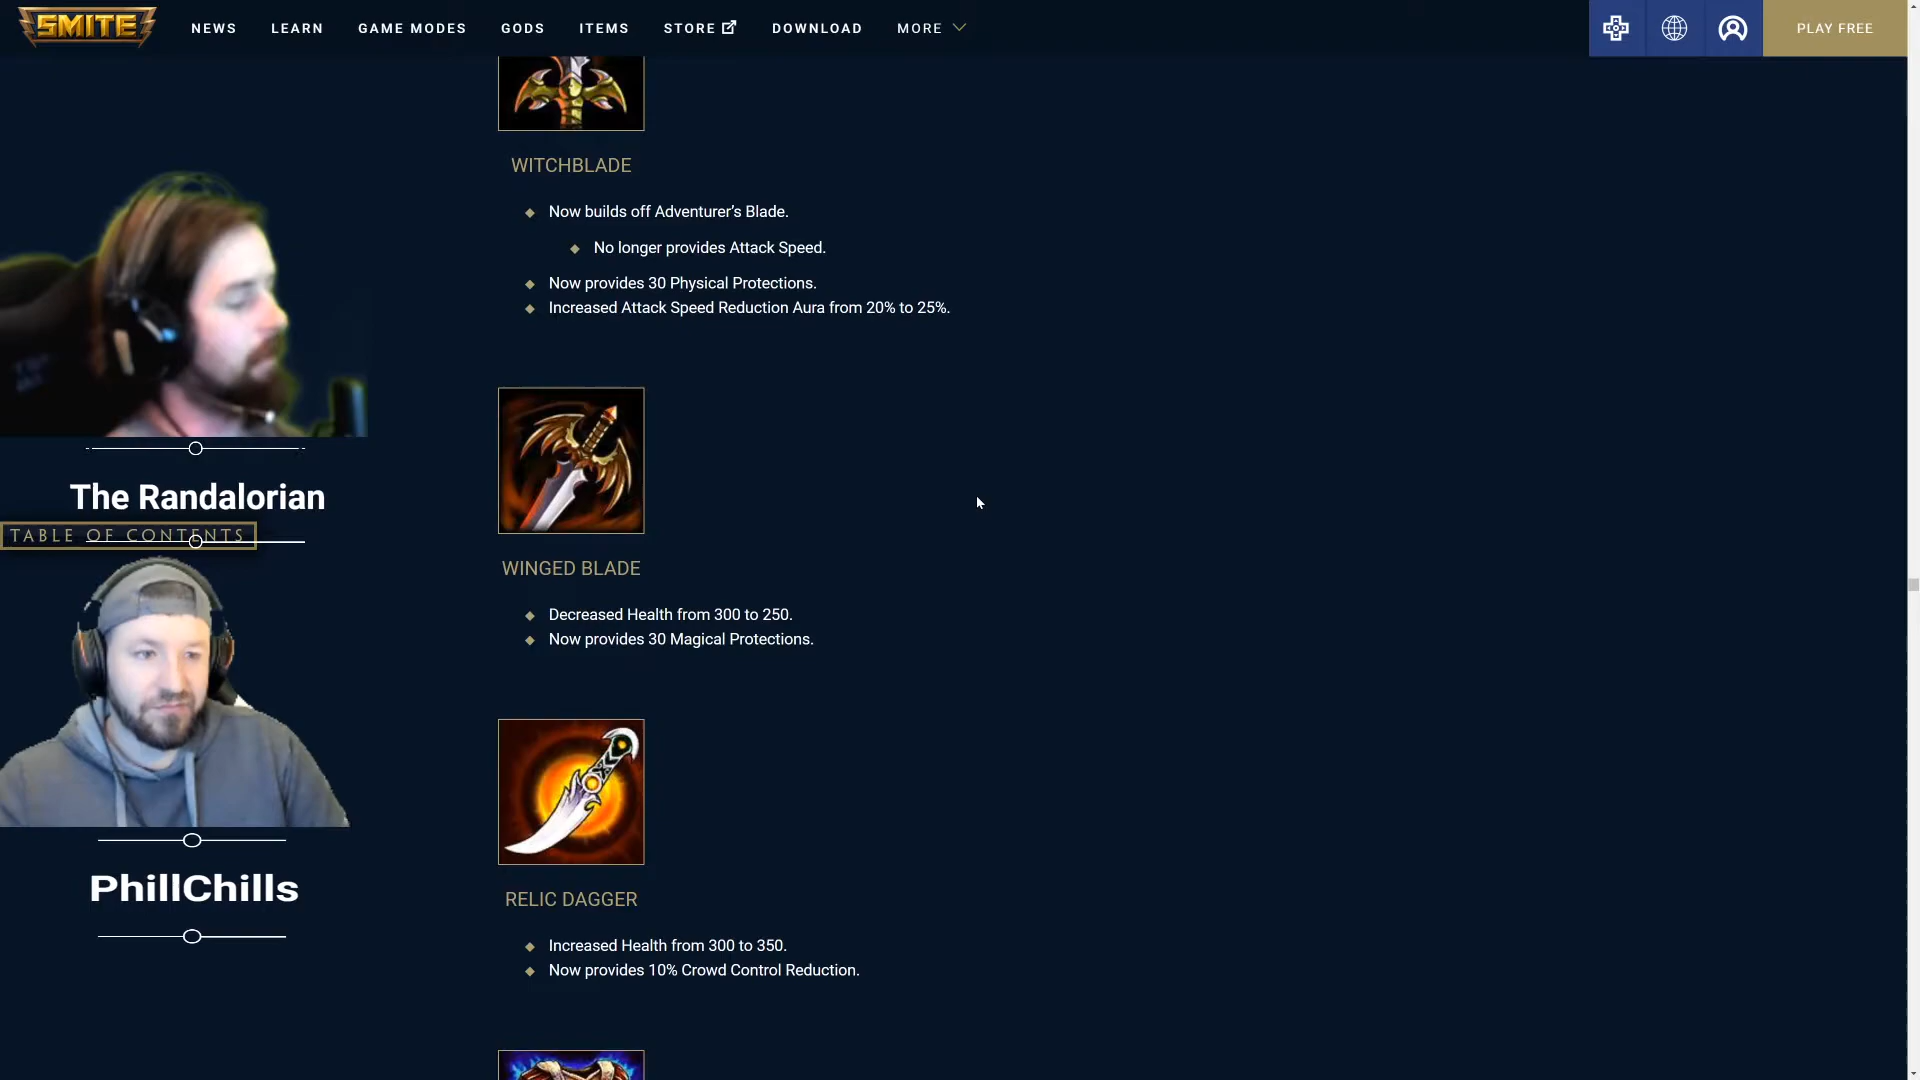 SMITE
NEWS
LEARN
GAME MODES
GODS
ITEMS
STORE
DOWNLOAD
MORE
PLAY FREE
WITCHBLADE
Now builds off Adventurer’s Blade.
No longer provides Attack Speed.
Now provides 30 Physical Protections.
Increased Attack Speed Reduction Aura from 20% to 25%.
The Randalorian
TABLE OF CONTENTS
WINGED BLADE
Decreased Health from 300 to 250.
Now provides 30 Magical Protections.
PhillChills
RELIC DAGGER
Increased Health from 300 to 350.
Now provides 10% Crowd Control Reduction.